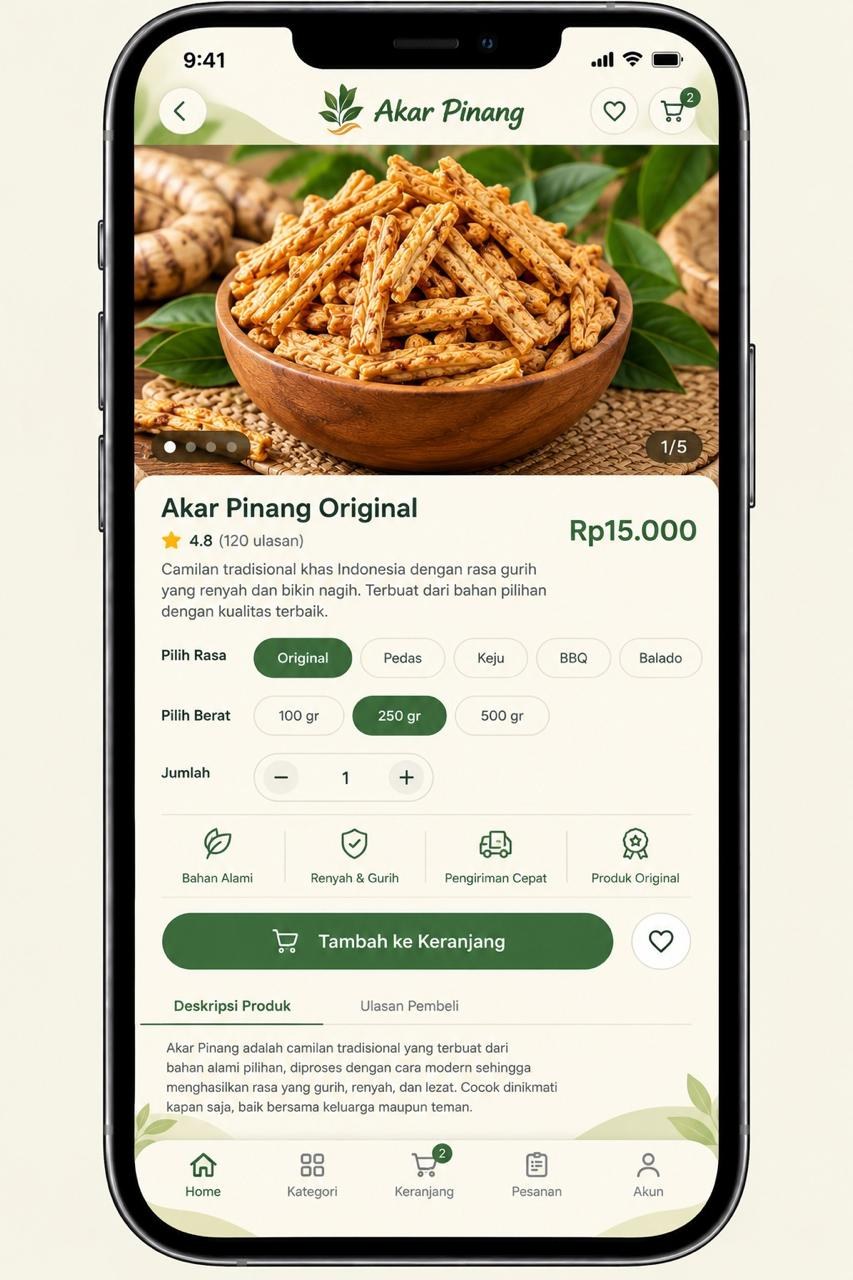 9:41
Akar Pinang
2
1/5
Akar Pinang Original
4.8 (120 ulasan)
Rp15.000
Camilan tradisional khas Indonesia dengan rasa gurih
yang renyah dan bikin nagih. Terbuat dari bahan pilihan
dengan kualitas terbaik.
Pilih Rasa Original Pedas Keju BBQ Balado
Pilih Berat 100 gr 250 gr 500 gr
Jumlah − 1 +
Bahan Alami Renyah & Gurih Pengiriman Cepat Produk Original
Tambah ke Keranjang
Deskripsi Produk Ulasan Pembeli
Akar Pinang adalah camilan tradisional yang terbuat dari
bahan alami pilihan, diproses dengan cara modern sehingga
menghasilkan rasa yang gurih, renyah, dan lezat. Cocok dinikmati
kapan saja, baik bersama keluarga maupun teman.
2
Home Kategori Keranjang Pesanan Akun